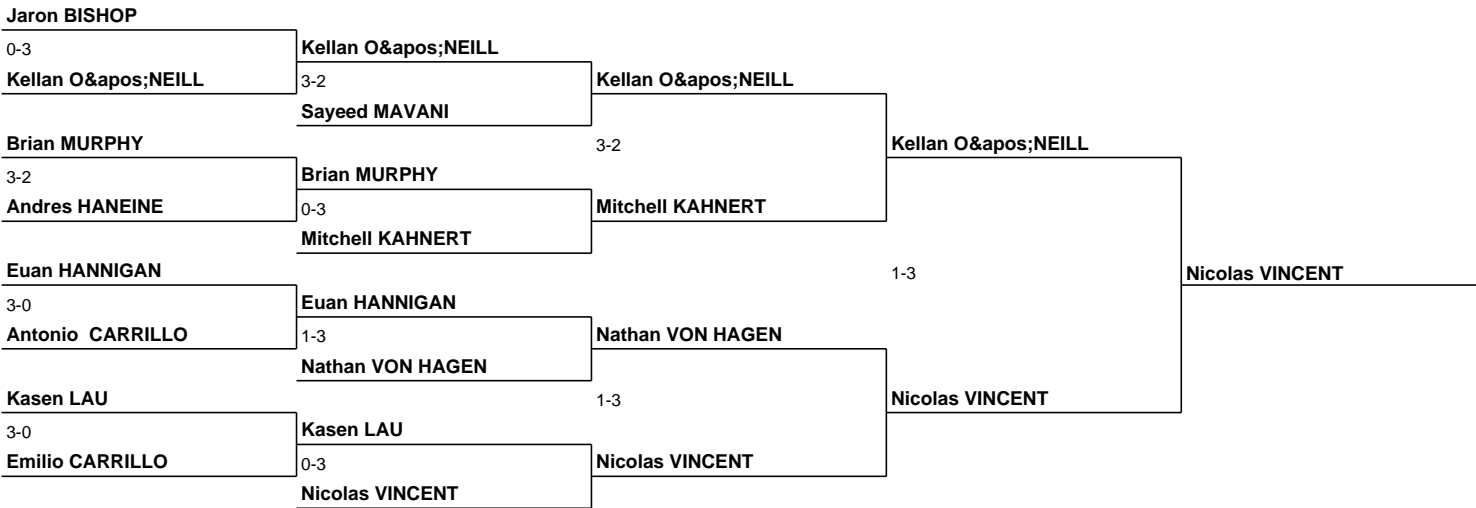 Jaron BISHOP
0-3
Kellan O&apos;NEILL
Kellan O&apos;NEILL
3-2
Kellan O&apos;NEILL
Sayeed MAVANI
Brian MURPHY
3-2
Kellan O&apos;NEILL
3-2
Brian MURPHY
Andres HANEINE
0-3
Mitchell KAHNERT
Mitchell KAHNERT
Euan HANNIGAN
1-3
Nicolas VINCENT
3-0
Euan HANNIGAN
Antonio  CARRILLO
1-3
Nathan VON HAGEN
Nathan VON HAGEN
Kasen LAU
1-3
Nicolas VINCENT
3-0
Kasen LAU
Emilio CARRILLO
0-3
Nicolas VINCENT
Nicolas VINCENT